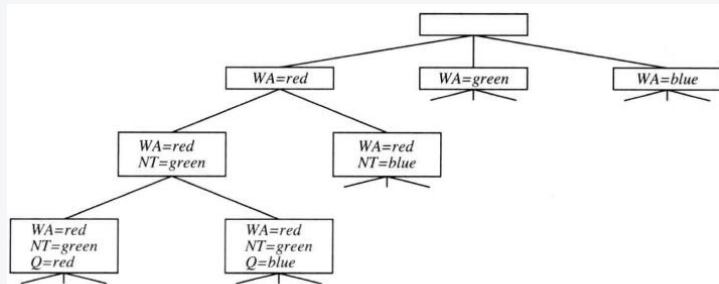 WA=red
WA=green
WA=blue
WA=red
NT=green
WA=red
NT=blue
WA=red
NT=green
Q=red
WA=red
NT=green
Q=blue